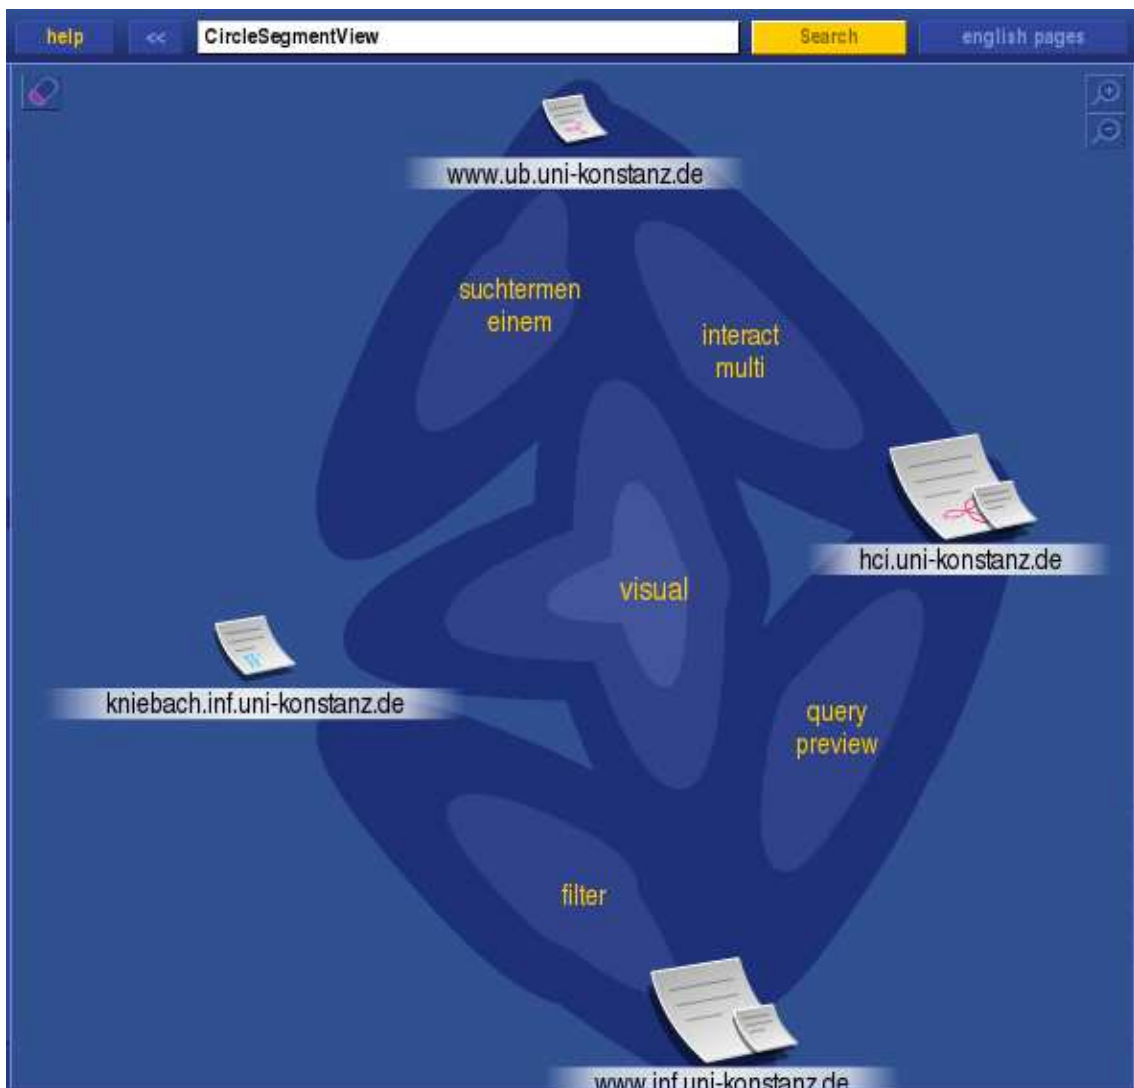 help
<<
CircleSegmentView
Search
english pages
www.ub.uni-konstanz.de
suchtermen
einem
interact
multi
hci.uni-konstanz.de
visual
W
kniebach.inf.uni-konstanz.de
query
preview
filter
www.inf.uni-konstanz.de